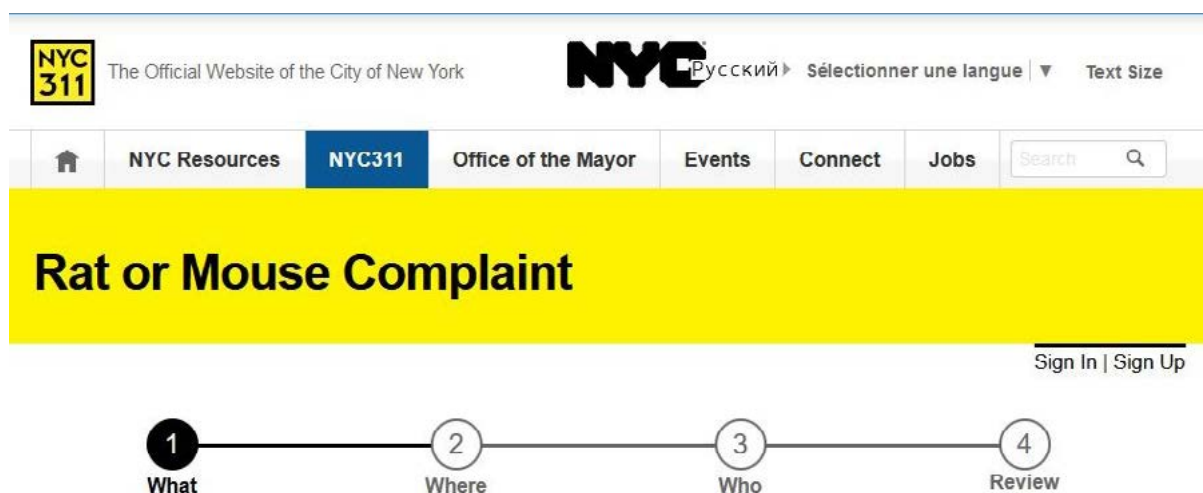 NYC
311
The Official Website of the City of New York
NYC
Русский
Sélectionner une langue | ▼
Text Size
NYC Resources
NYC311
Office of the Mayor
Events
Connect
Jobs
Search
Rat or Mouse Complaint
Sign In | Sign Up
1
2
3
4
What
Where
Who
Review